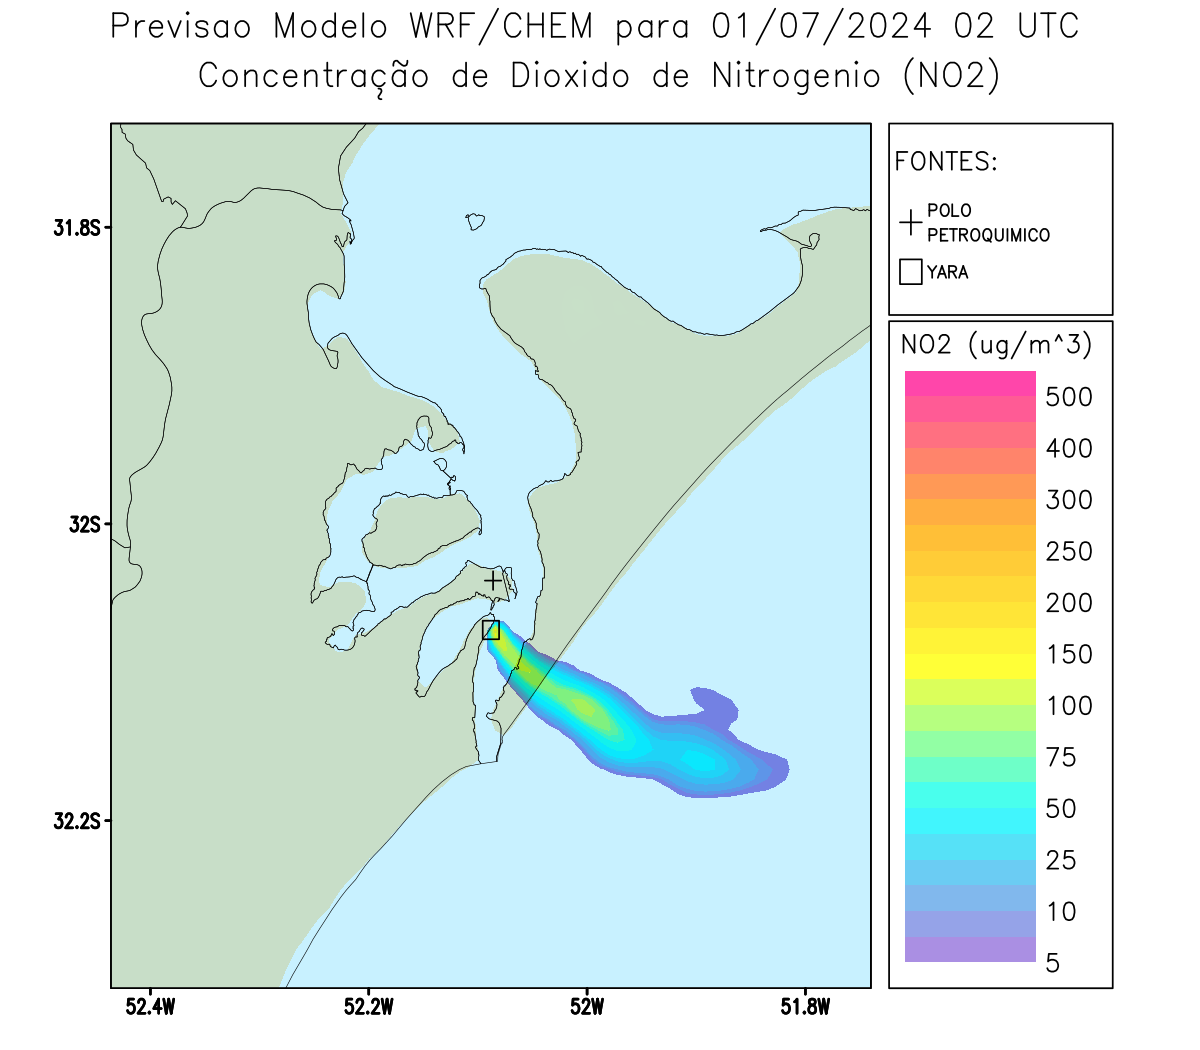 Previsao Modelo WRF/CHEM para 01/07/2024 02 UTC
Concentração de Dioxido de Nitrogenio (NO2)
FONTES:
POLO
PETROQUIMICO
YARA
NO2 (ug/m^3)
500
400
300
250
200
150
100
75
50
25
10
5
31.8S
32S
32.2S
52.4W
52.2W
52W
51.8W